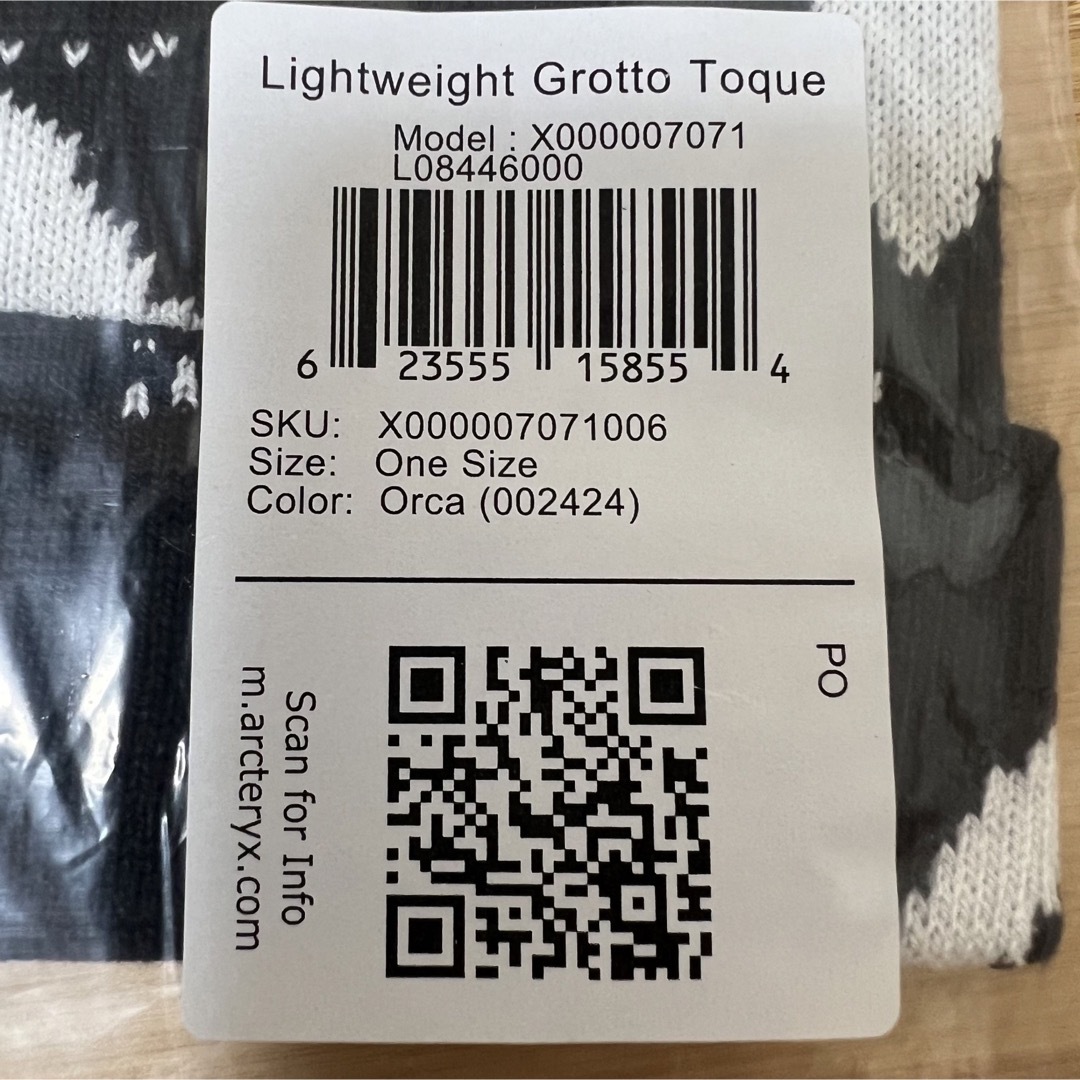 Lightweight Grotto Toque
Model : X000007071
L08446000
6 23555 15855 4
SKU: X000007071006
Size: One Size
Color: Orca (002424)
PO
Scan for Info
m.arcteryx.com